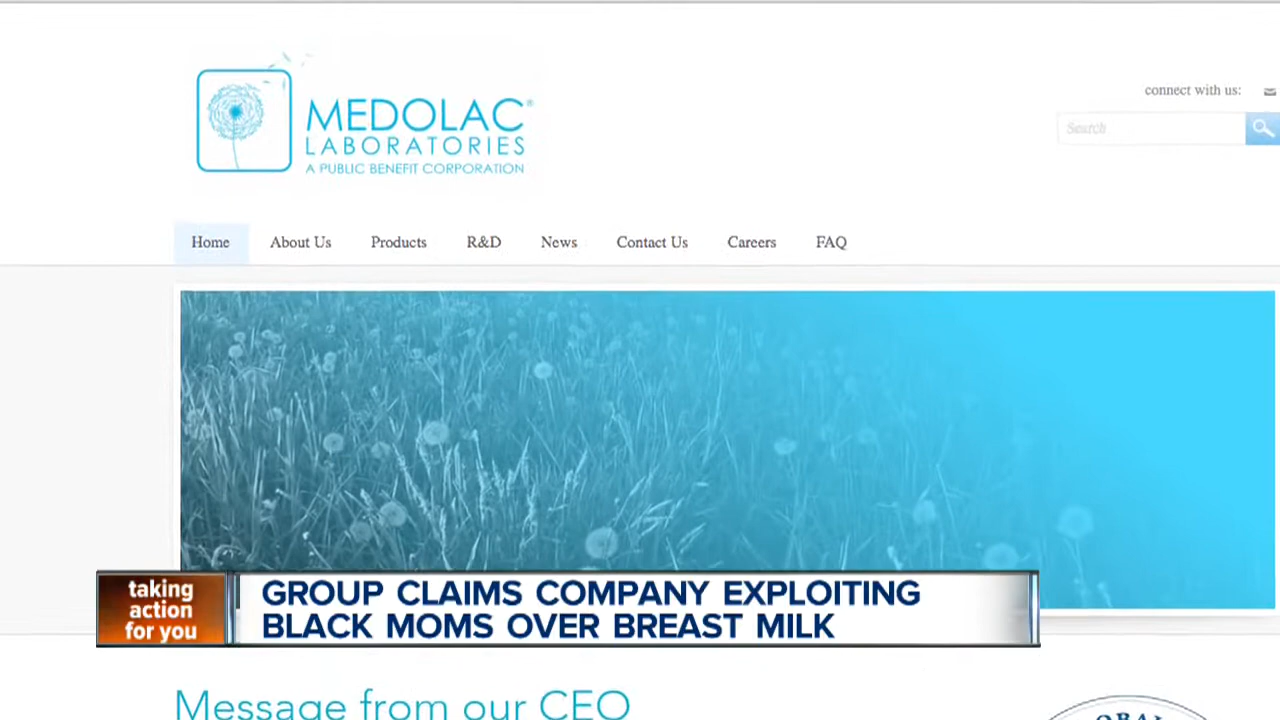 MEDOLAC®
LABORATORIES
A PUBLIC BENEFIT CORPORATION
connect with us:
Search
Home About Us Products R&D News Contact Us Careers FAQ
taking
action
for you
GROUP CLAIMS COMPANY EXPLOITING
BLACK MOMS OVER BREAST MILK
Message from our CEO